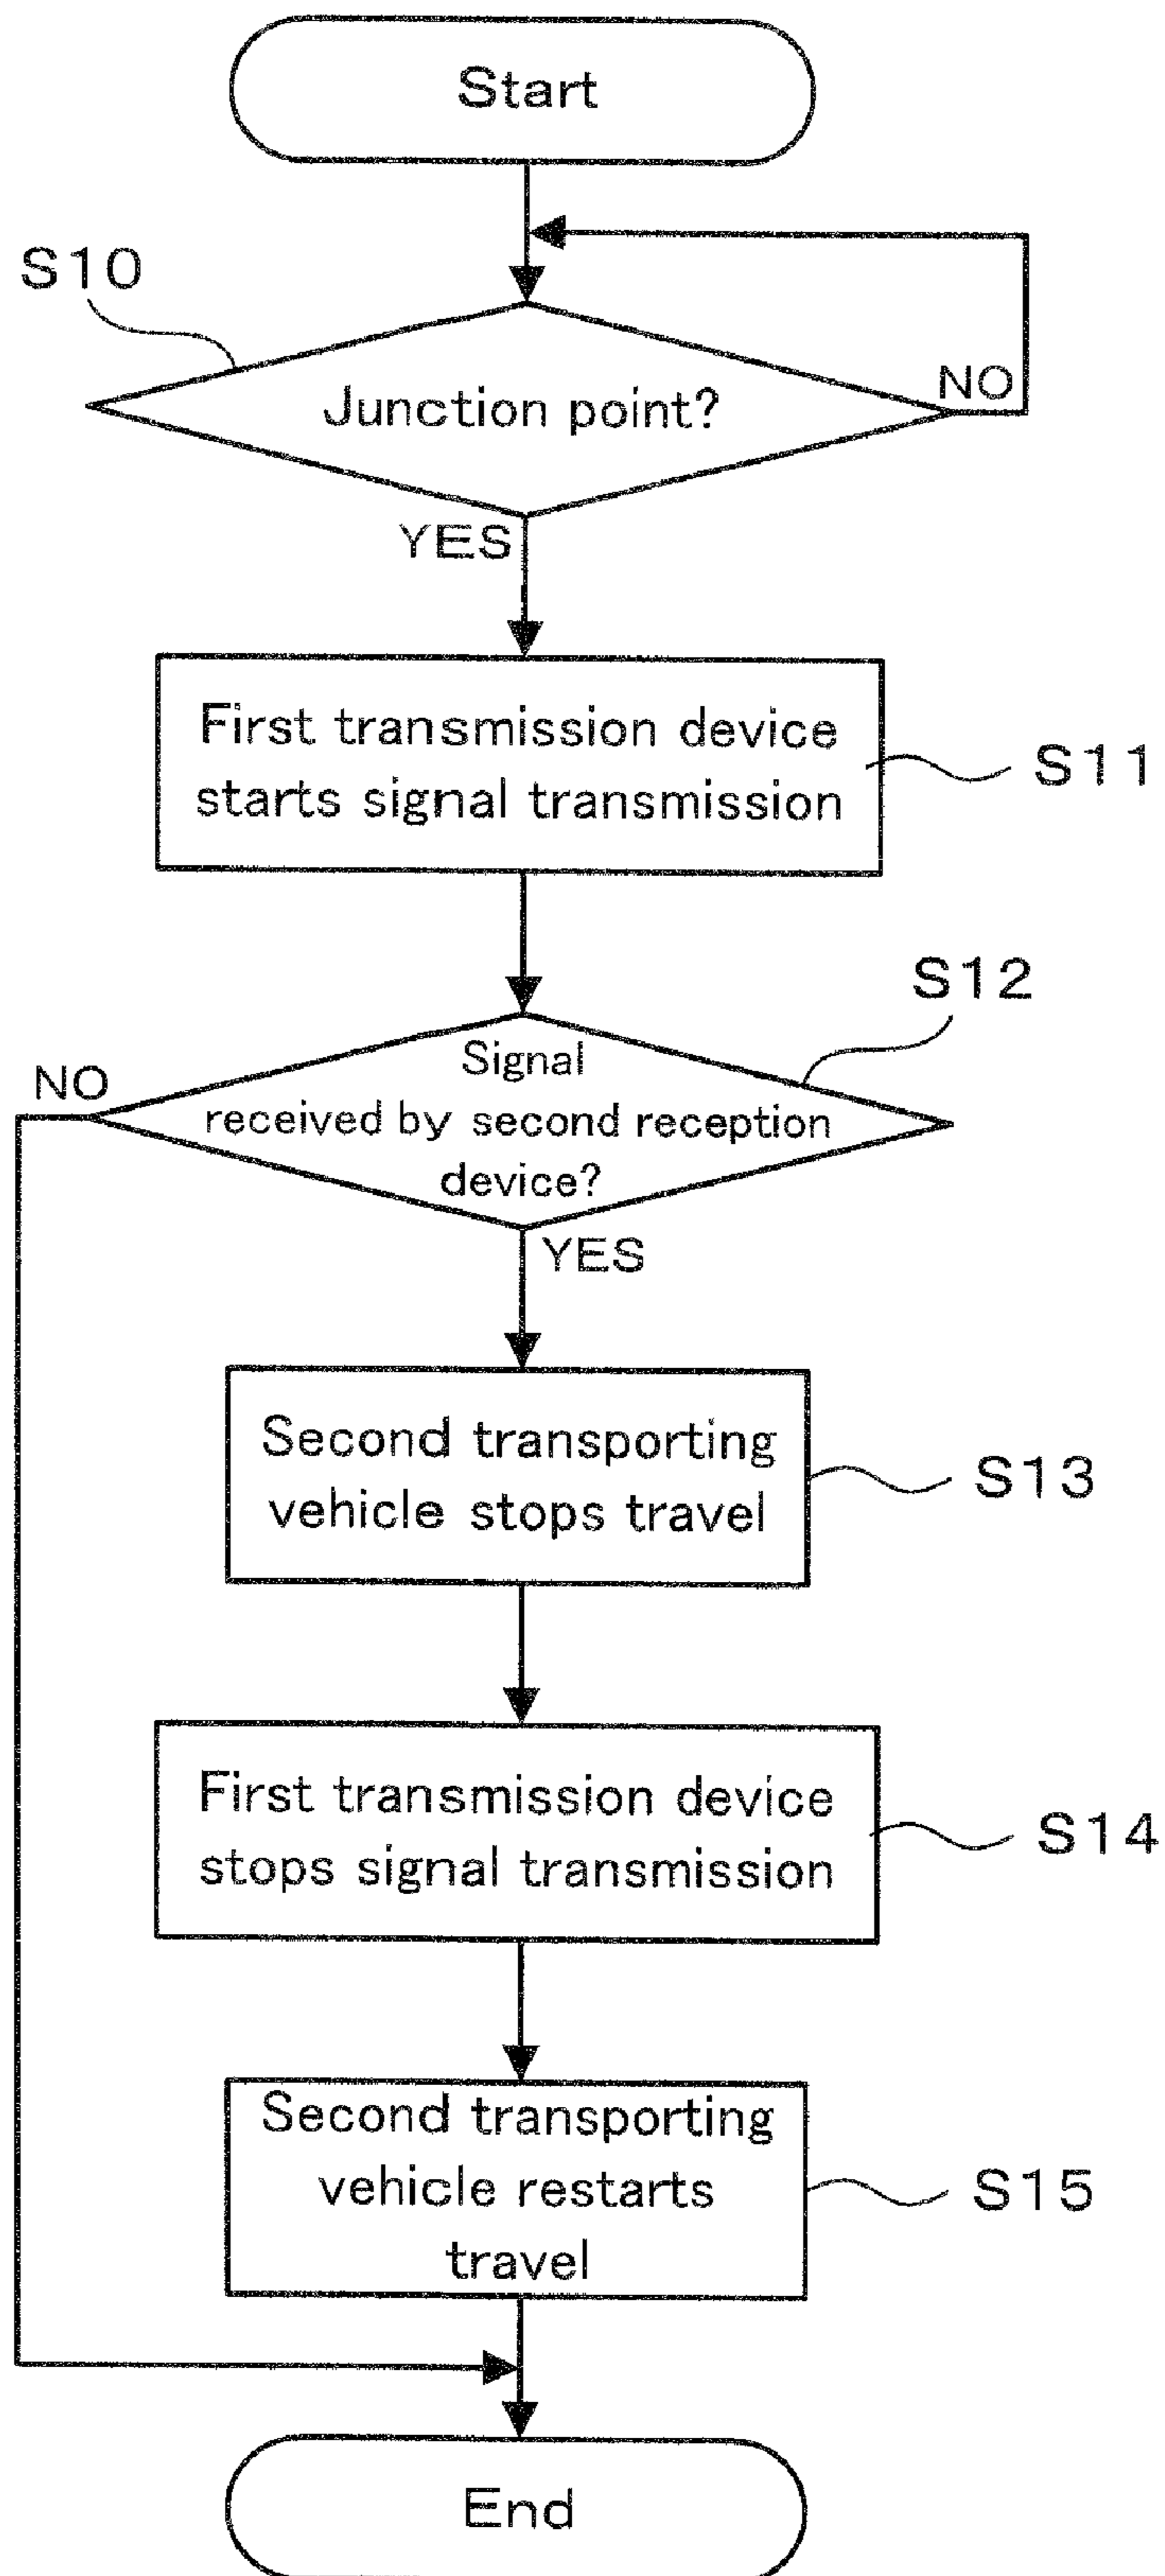 Start
S10
Junction point?
NO
YES
First transmission device
starts signal transmission
S11
S12
NO
Signal
received by second reception
device?
YES
Second transporting
vehicle stops travel
S13
First transmission device
stops signal transmission
S14
Second transporting
vehicle restarts
travel
S15
End